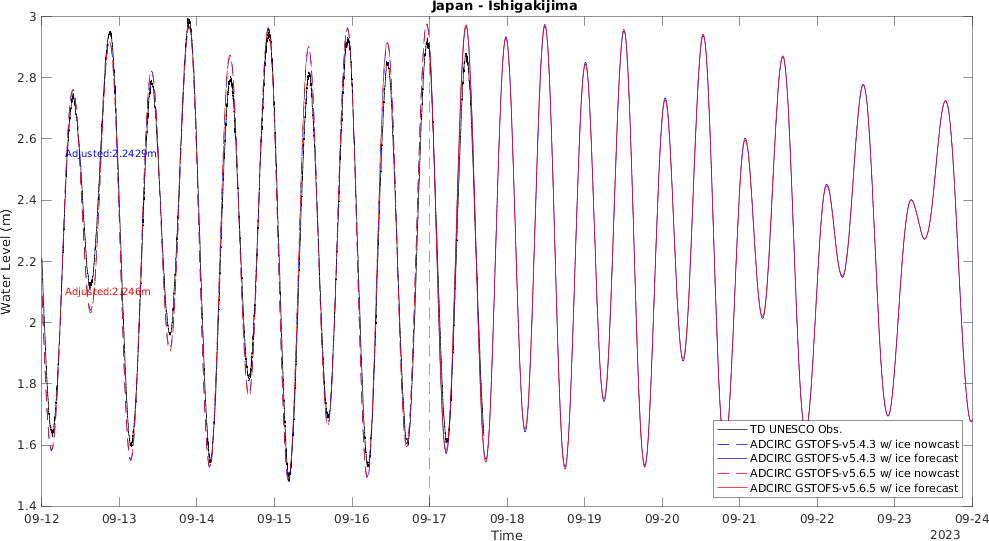 Japan - Ishigakijima
3
2.8
2.6
2.4
2.2
2
1.8
1.6
1.4
Water Level (m)
Adjusted:2.2429m
Adjusted:2.246m
TD UNESCO Obs.
ADCIRC GSTOFS-v5.4.3 w/ ice nowcast
ADCIRC GSTOFS-v5.4.3 w/ ice forecast
ADCIRC GSTOFS-v5.6.5 w/ ice nowcast
ADCIRC GSTOFS-v5.6.5 w/ ice forecast
09-12 09-13 09-14 09-15 09-16 09-17 09-18 09-19 09-20 09-21 09-22 09-23 09-24
Time
2023